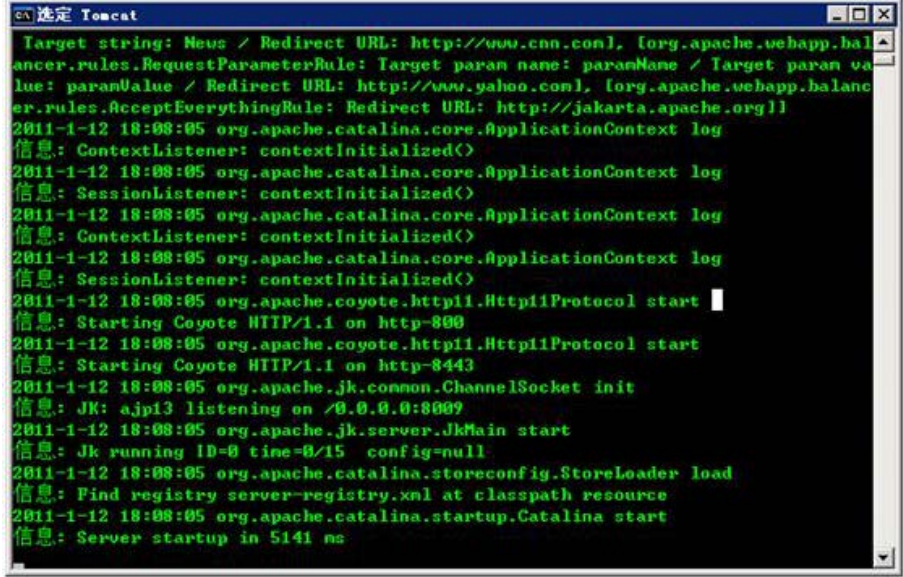 选定 Tomcat
Target string: News / Redirect URL: http://www.cnn.com], [org.apache.webapp.bal
ancer.rules.RequestParameterRule: Target param name: paramName / Target param va
lue: paramValue / Redirect URL: http://www.yahoo.com], [org.apache.webapp.balanc
er.rules.AcceptEverythingRule: Redirect URL: http://jakarta.apache.org]]
2011-1-12 18:08:05 org.apache.catalina.core.ApplicationContext log
信息: ContextListener: contextInitialized()
2011-1-12 18:08:05 org.apache.catalina.core.ApplicationContext log
信息: SessionListener: contextInitialized()
2011-1-12 18:08:05 org.apache.catalina.core.ApplicationContext log
信息: ContextListener: contextInitialized()
2011-1-12 18:08:05 org.apache.catalina.core.ApplicationContext log
信息: SessionListener: contextInitialized()
2011-1-12 18:08:05 org.apache.coyote.http11.Http11Protocol start
信息: Starting Coyote HTTP/1.1 on http-800
2011-1-12 18:08:05 org.apache.coyote.http11.Http11Protocol start
信息: Starting Coyote HTTP/1.1 on http-8443
2011-1-12 18:08:05 org.apache.jk.common.ChannelSocket init
信息: JK: ajp13 listening on /0.0.0.0:8009
2011-1-12 18:08:05 org.apache.jk.server.JkMain start
信息: Jk running ID=0 time=0/15  config=null
2011-1-12 18:08:05 org.apache.catalina.storeconfig.StoreLoader load
信息: Find registry server-registry.xml at classpath resource
2011-1-12 18:08:05 org.apache.catalina.startup.Catalina start
信息: Server startup in 5141 ms